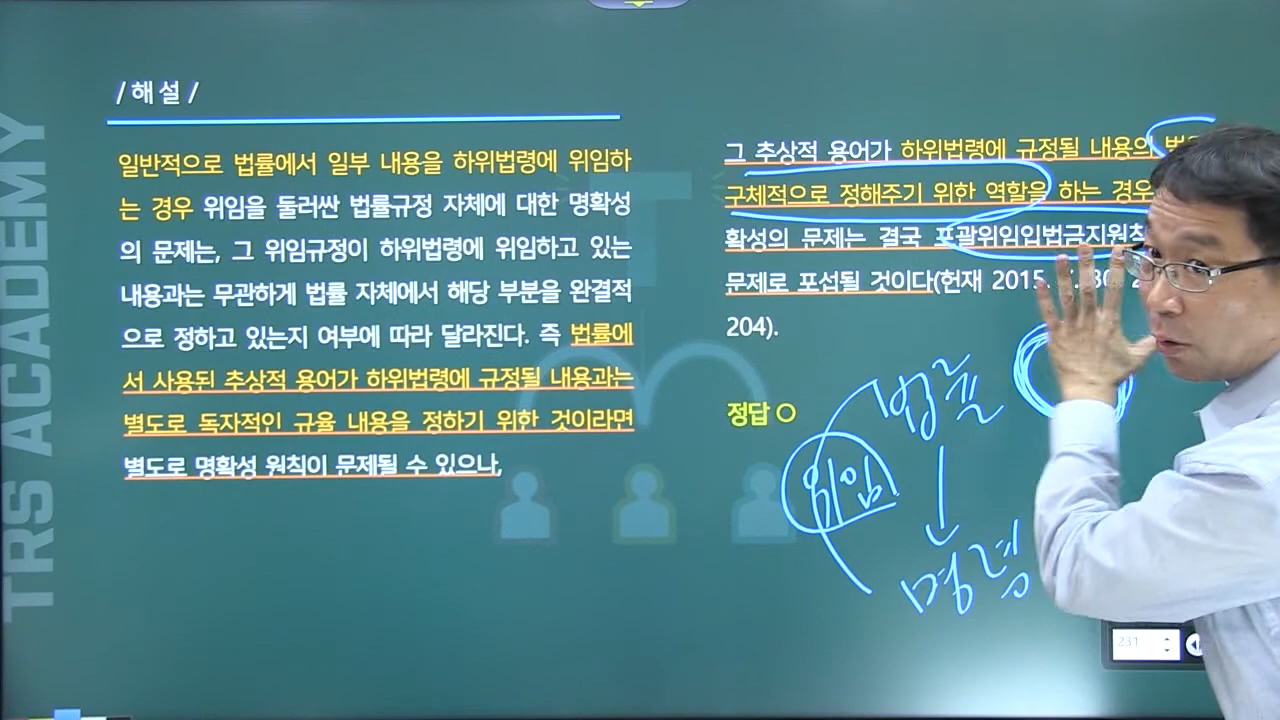 / 해 설 /
일반적으로 법률에서 일부 내용을 하위법령에 위임하
는 경우 위임을 둘러싼 법률규정 자체에 대한 명확성
의 문제는, 그 위임규정이 하위법령에 위임하고 있는
내용과는 무관하게 법률 자체에서 해당 부분을 완결적
으로 정하고 있는지 여부에 따라 달라진다. 즉 법률에
서 사용된 추상적 용어가 하위법령에 규정될 내용과는
별도로 독자적인 규율 내용을 정하기 위한 것이라면
별도로 명확성 원칙이 문제될 수 있으나,
그 추상적 용어가 하위법령에 규정될 내용의
구체적으로 정해주기 위한 역할을 하는 경우
확성의 문제는 결국 포괄위임입법금지원칙
문제로 포섭될 것이다(헌재 2015.
204).
정답 O
법률
위임
명령
TRS ACADEMY
231